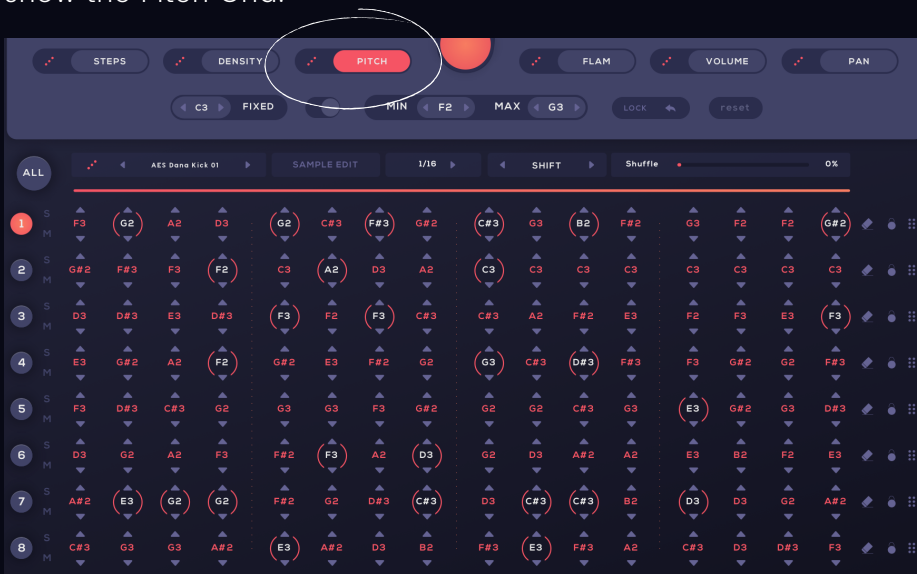 show the Pitch Grid.
STEPS DENSITY PITCH FLAM VOLUME PAN
C3 FIXED MIN F2 MAX G3 LOCK reset
ALL AES Dana Kick 01 SAMPLE EDIT 1/16 SHIFT Shuffle 0%
1 S M F3 G2 A2 D3 G2 C#3 F#3 G#2 C#3 G3 B2 F#2 G3 F2 F2 G#2
2 S M G#2 F#3 F3 F2 C3 A2 D3 A2 C3 C3 C3 C3 C3 C3 C3 C3
3 S M D3 D#3 E3 D#3 F3 F2 F3 C#3 C#3 A2 F#2 E3 F2 F3 E3 F3
4 S M E3 G#2 A2 F2 G#2 E3 F#2 G2 G3 C#3 D#3 F#3 F3 G#2 G2 F#3
5 S M F3 D#3 C#3 G2 G3 G3 F3 G#2 G2 G2 C#3 G3 E3 G#2 G3 D#3
6 S M D3 G2 A2 F3 F#2 F3 A2 D3 G2 D3 A#2 A2 E3 B2 F2 E3
7 S M A#2 E3 G2 G2 F#2 G2 D#3 C#3 D3 C#3 C#3 B2 D3 D3 G2 A#2
8 S M C#3 G3 G3 A#2 E3 A#2 D3 B2 F#3 E3 F#3 A2 C#3 D3 D#3 F3